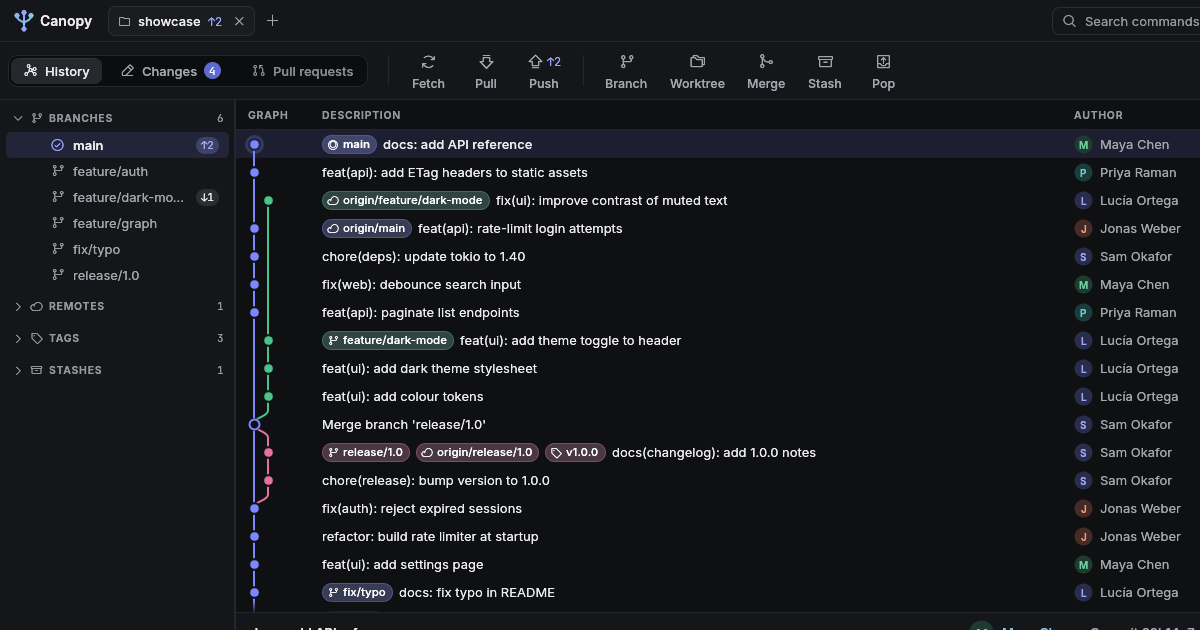 Canopy showcase ↑2 × + Search commands
History Changes 4 Pull requests Fetch Pull Push ↑2 Branch Worktree Merge Stash Pop
BRANCHES 6
main ↑2
feature/auth
feature/dark-mo... ↓1
feature/graph
fix/typo
release/1.0
REMOTES 1
TAGS 3
STASHES 1
GRAPH DESCRIPTION AUTHOR
main docs: add API reference M Maya Chen
feat(api): add ETag headers to static assets P Priya Raman
origin/feature/dark-mode fix(ui): improve contrast of muted text L Lucía Ortega
origin/main feat(api): rate-limit login attempts J Jonas Weber
chore(deps): update tokio to 1.40 S Sam Okafor
fix(web): debounce search input M Maya Chen
feat(api): paginate list endpoints P Priya Raman
feature/dark-mode feat(ui): add theme toggle to header L Lucía Ortega
feat(ui): add dark theme stylesheet L Lucía Ortega
feat(ui): add colour tokens L Lucía Ortega
Merge branch 'release/1.0' S Sam Okafor
release/1.0 origin/release/1.0 v1.0.0 docs(changelog): add 1.0.0 notes S Sam Okafor
chore(release): bump version to 1.0.0 S Sam Okafor
fix(auth): reject expired sessions J Jonas Weber
refactor: build rate limiter at startup J Jonas Weber
feat(ui): add settings page M Maya Chen
fix/typo docs: fix typo in README L Lucía Ortega